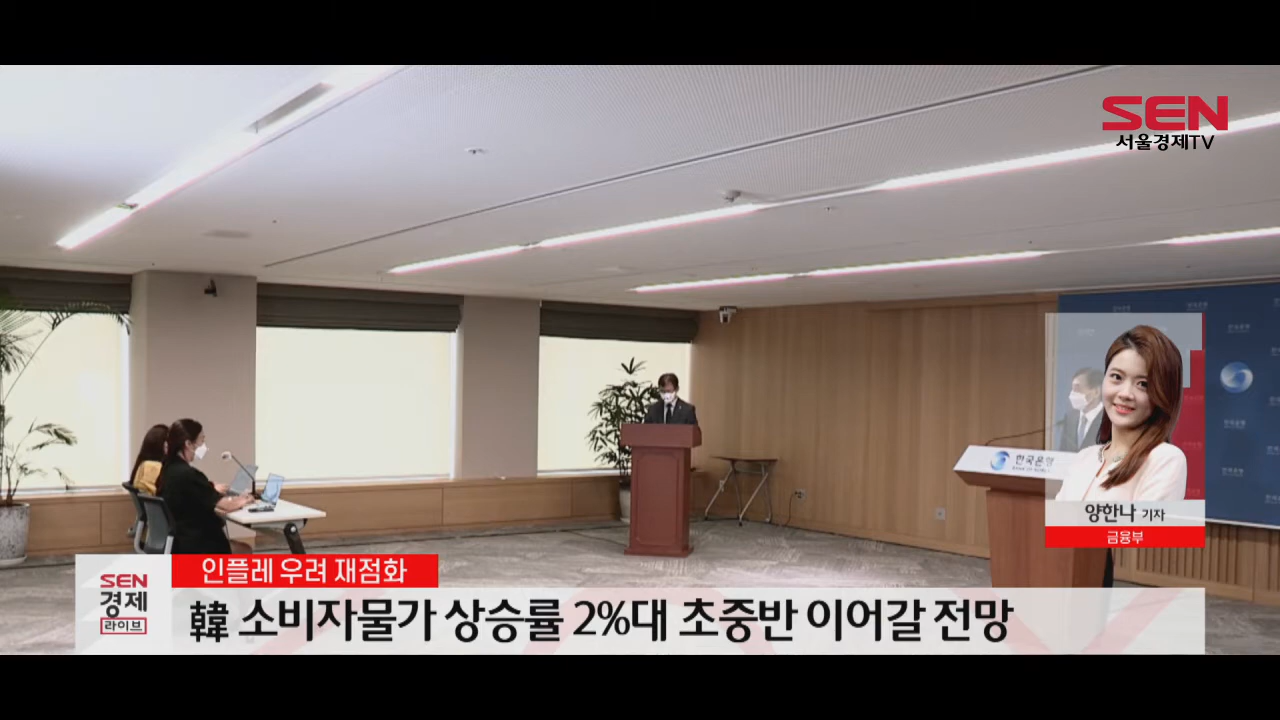 SEN
서울경제TV
한국은행
양한나 기자
금융부
인플레 우려 재점화
SEN
경제
라이브
韓 소비자물가 상승률 2%대 초중반 이어갈 전망